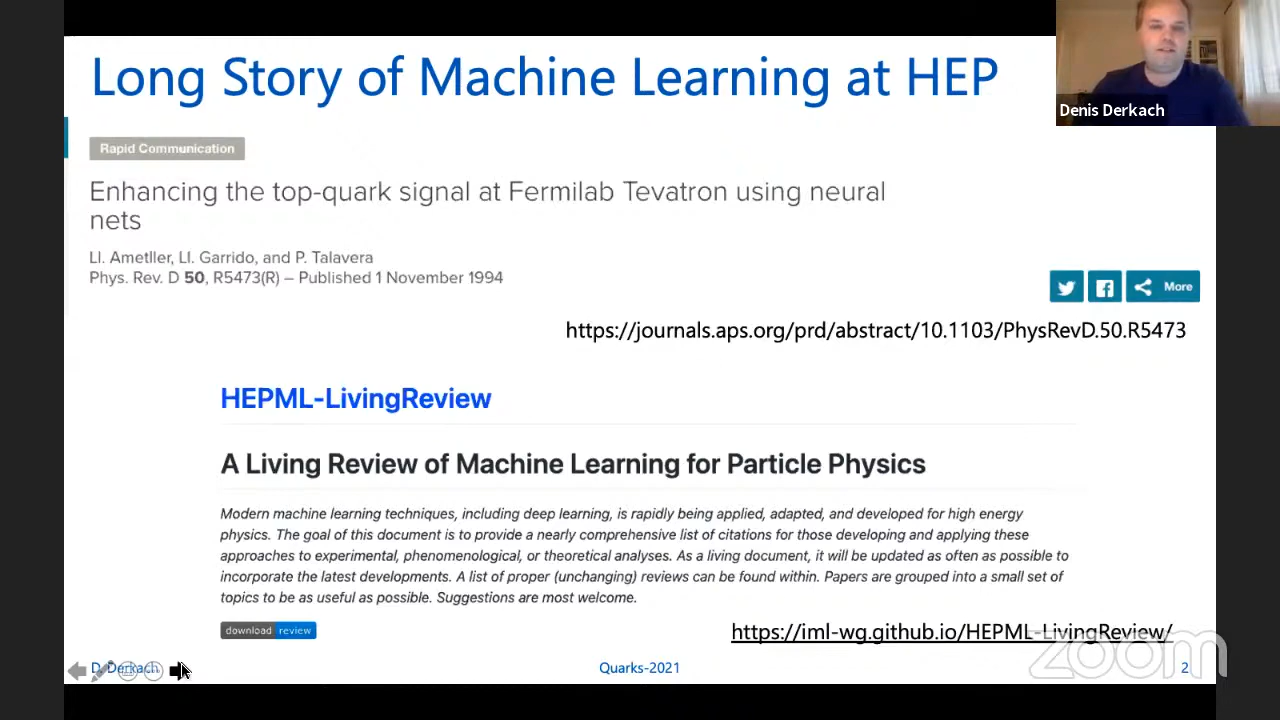 Long Story of Machine Learning at HEP
Denis Derkach
Rapid Communication
Enhancing the top-quark signal at Fermilab Tevatron using neural
nets
Ll. Ametller, Ll. Garrido, and P. Talavera
Phys. Rev. D 50, R5473(R) – Published 1 November 1994
More
https://journals.aps.org/prd/abstract/10.1103/PhysRevD.50.R5473
HEPML-LivingReview
A Living Review of Machine Learning for Particle Physics
Modern machine learning techniques, including deep learning, is rapidly being applied, adapted, and developed for high energy
physics. The goal of this document is to provide a nearly comprehensive list of citations for those developing and applying these
approaches to experimental, phenomenological, or theoretical analyses. As a living document, it will be updated as often as possible to
incorporate the latest developments. A list of proper (unchanging) reviews can be found within. Papers are grouped into a small set of
topics to be as useful as possible. Suggestions are most welcome.
download review
https://iml-wg.github.io/HEPML-LivingReview/
zoom
D. Derkach
Quarks-2021
2